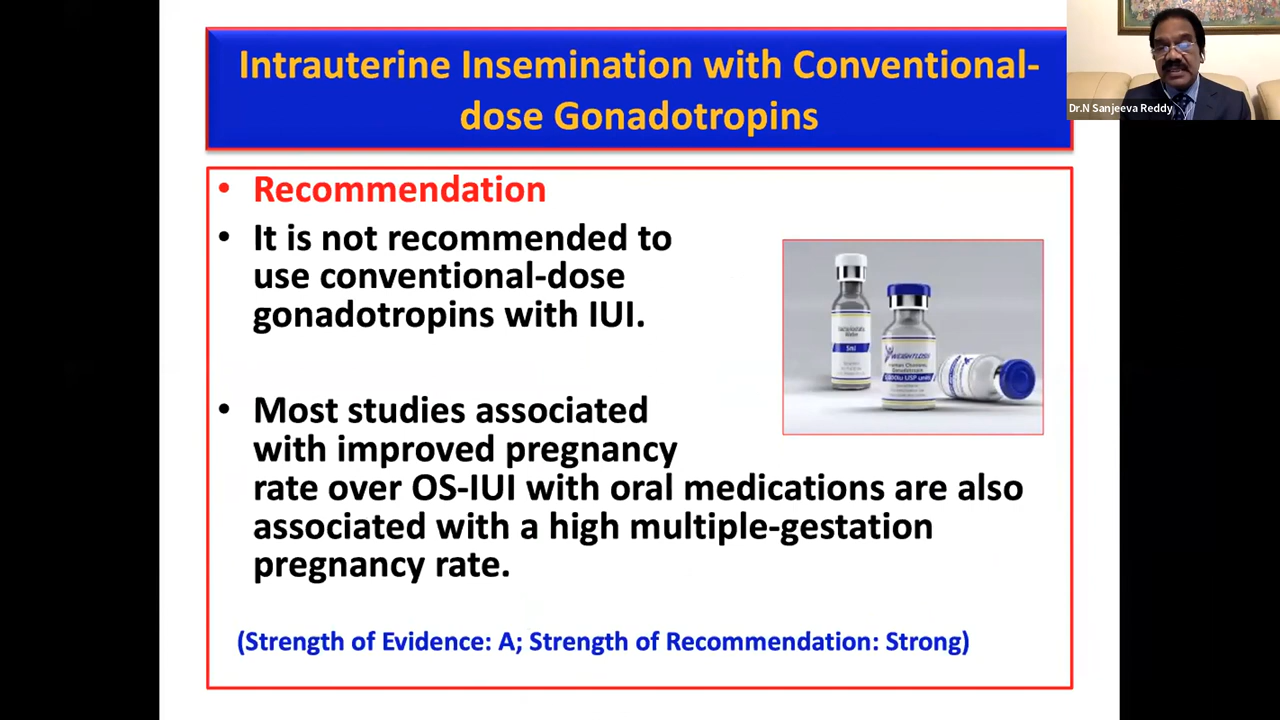 Intrauterine Insemination with Conventional-
dose Gonadotropins
Dr.N Sanjeeva Reddy
• Recommendation
• It is not recommended to
use conventional-dose
gonadotropins with IUI.
5ml
WEIGHTLOSS
• Most studies associated
with improved pregnancy
rate over OS-IUI with oral medications are also
associated with a high multiple-gestation
pregnancy rate.
(Strength of Evidence: A; Strength of Recommendation: Strong)